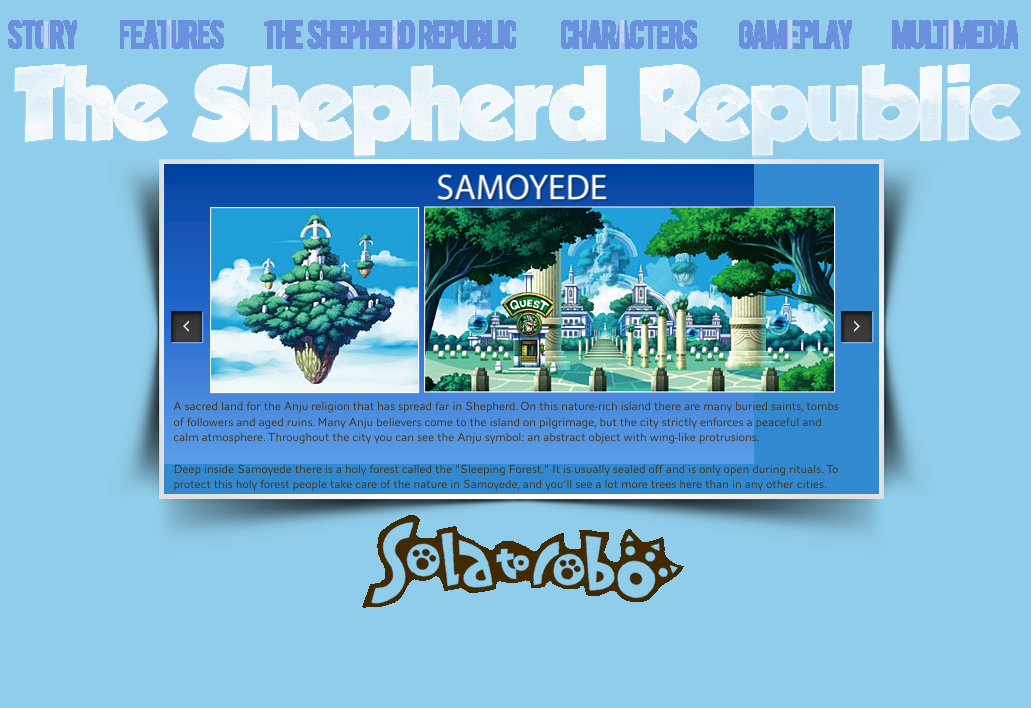 STORY FEATURES THE SHEPHERD REPUBLIC CHARACTERS GAMEPLAY MULTIMEDIA
The Shepherd Republic
SAMOYEDE
QUEST
A sacred land for the Anju religion that has spread far in Shepherd. On this nature-rich island there are many buried saints, tombs
of followers and aged ruins. Many Anju believers come to the island on pilgrimage, but the city strictly enforces a peaceful and
calm atmosphere. Throughout the city you can see the Anju symbol: an abstract object with wing-like protrusions.
Deep inside Samoyede there is a holy forest called the "Sleeping Forest." It is usually sealed off and is only open during rituals. To
protect this holy forest people take care of the nature in Samoyede, and you'll see a lot more trees here than in any other cities.
Solatorobo